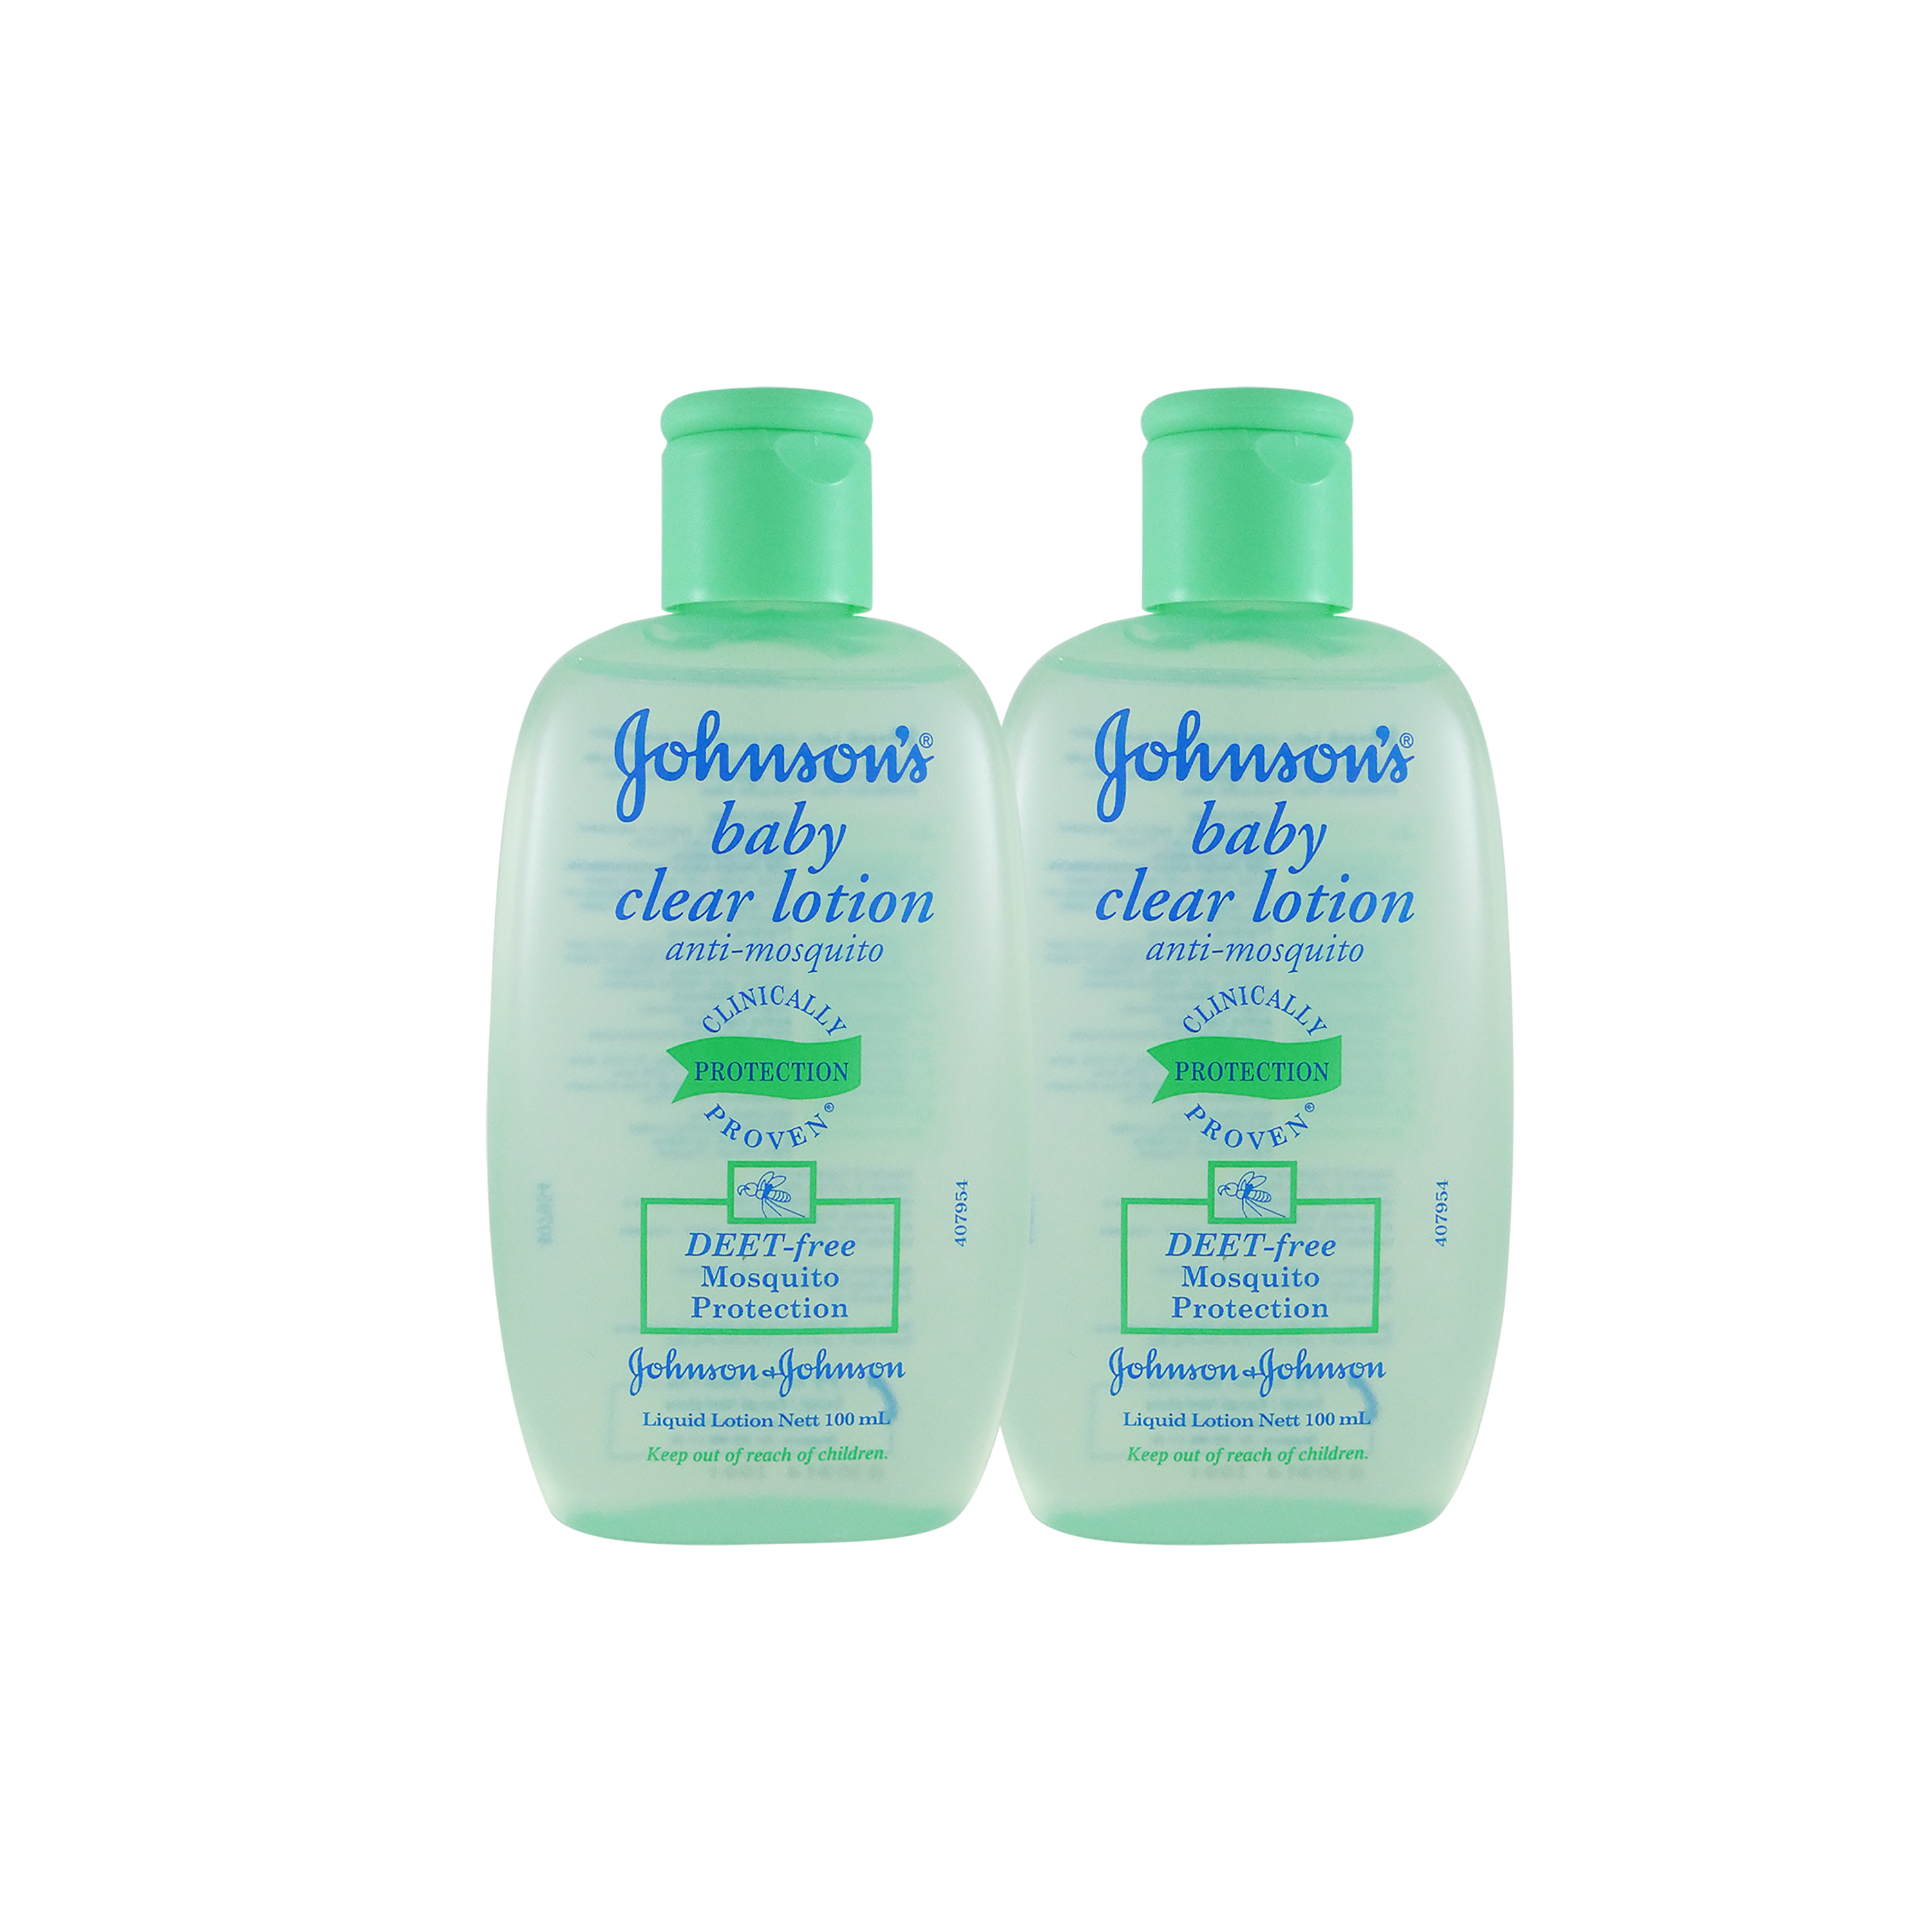 Johnson's®
baby
clear lotion
anti-mosquito
CLINICALLY
PROTECTION
PROVEN®
DEET-free
Mosquito
Protection
407954
Johnson & Johnson
Liquid Lotion Nett 100 mL
Keep out of reach of children.
Johnson's®
baby
clear lotion
anti-mosquito
CLINICALLY
PROTECTION
PROVEN®
DEET-free
Mosquito
Protection
407954
Johnson & Johnson
Liquid Lotion Nett 100 mL
Keep out of reach of children.